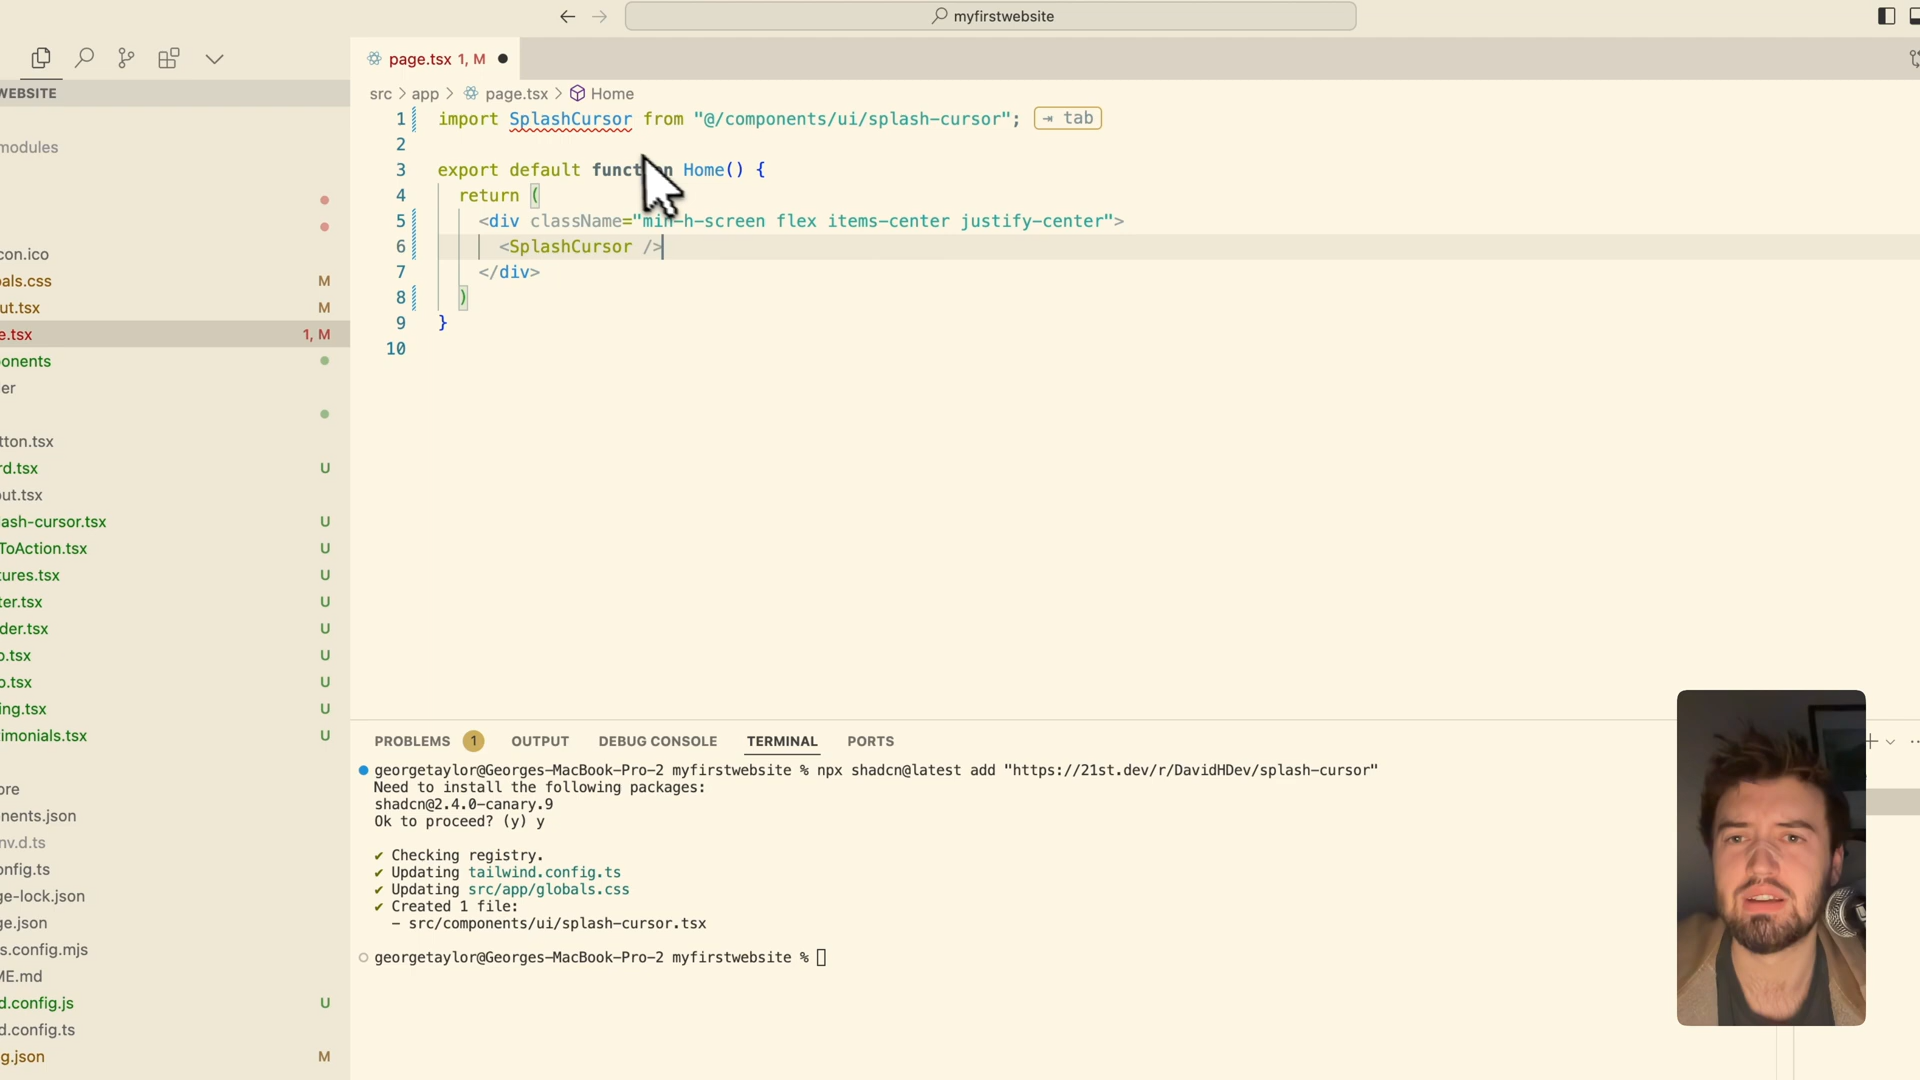 myfirstwebsite
WEBSITE
page.tsx 1, M
src > app > page.tsx > Home
1 import SplashCursor from "@/components/ui/splash-cursor"; tab
2
3 export default function Home() {
4 return (
5 <div className="min-h-screen flex items-center justify-center">
6 <SplashCursor />
7 </div>
8 )
9 }
10
modules
con.ico
als.css M
ut.tsx M
e.tsx 1, M
onents
er
tton.tsx
rd.tsx U
out.tsx
ash-cursor.tsx U
ToAction.tsx U
tures.tsx U
ter.tsx U
der.tsx U
o.tsx U
o.tsx U
ing.tsx U
imonials.tsx U
ore
nents.json
nv.d.ts
onfig.ts
ge-lock.json
ge.json
s.config.mjs
ME.md
d.config.js U
d.config.ts
g.json M
PROBLEMS 1 OUTPUT DEBUG CONSOLE TERMINAL PORTS
georgetaylor@Georges-MacBook-Pro-2 myfirstwebsite % npx shadcn@latest add "https://21st.dev/r/DavidHDev/splash-cursor"
Need to install the following packages:
shadcn@2.4.0-canary.9
Ok to proceed? (y) y
✔ Checking registry.
✔ Updating tailwind.config.ts
✔ Updating src/app/globals.css
✔ Created 1 file:
– src/components/ui/splash-cursor.tsx
georgetaylor@Georges-MacBook-Pro-2 myfirstwebsite %